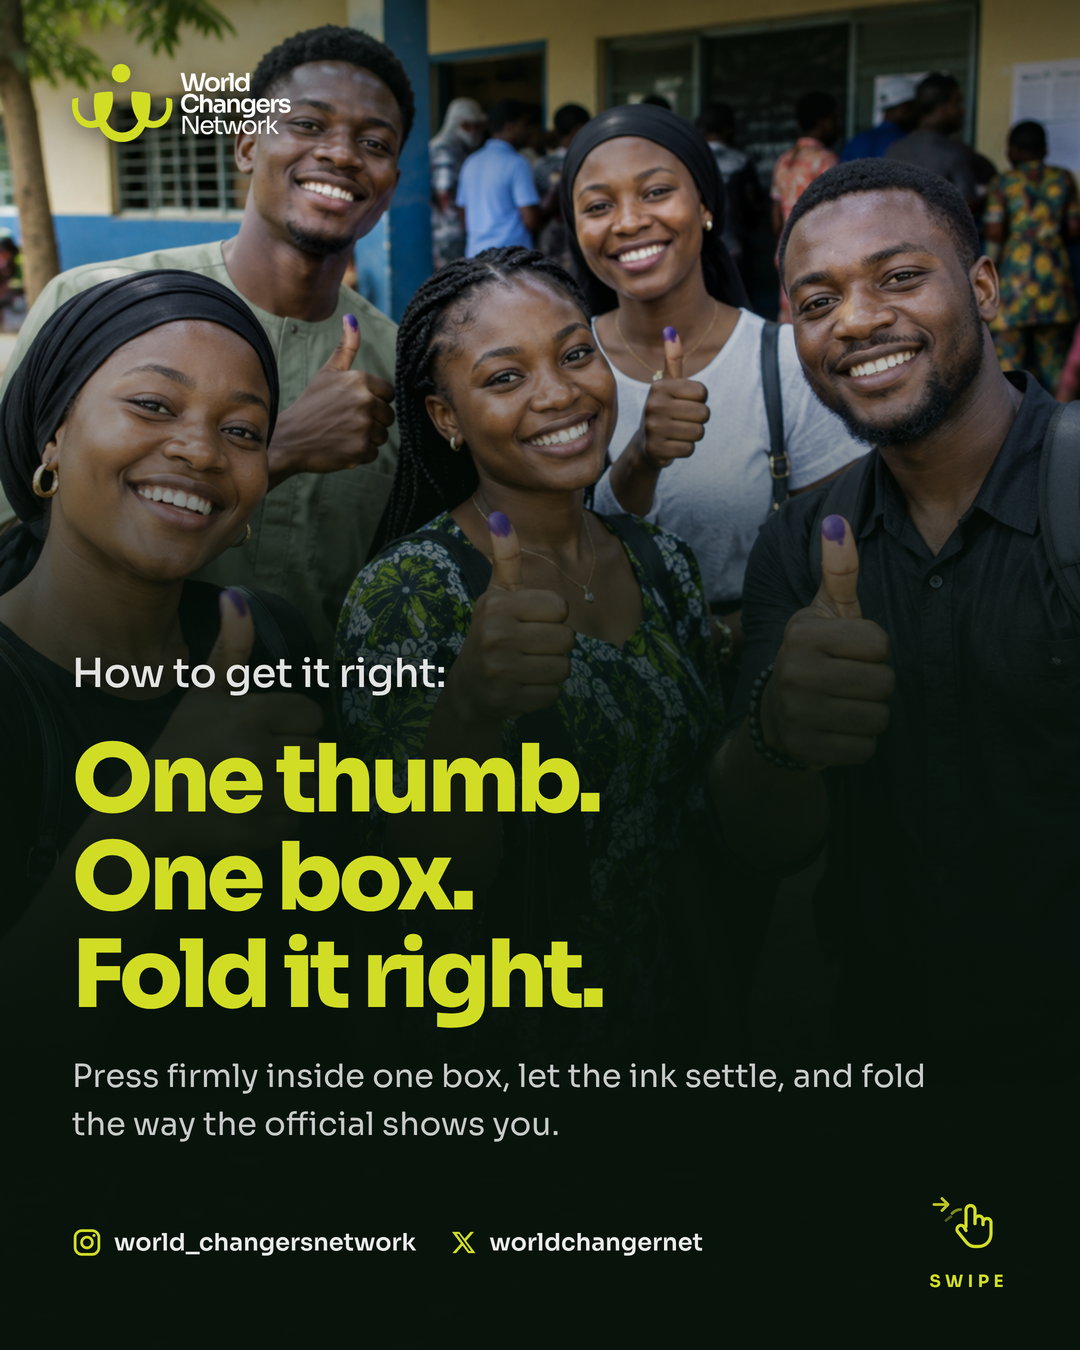 World
Changers
Network
How to get it right:
One thumb.
One box.
Fold it right.
Press firmly inside one box, let the ink settle, and fold
the way the official shows you.
world_changersnetwork
worldchangernet
SWIPE